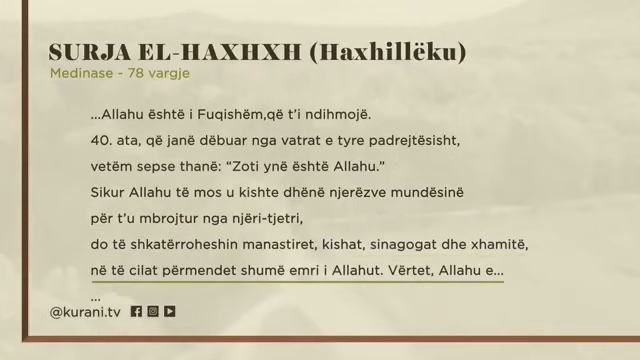 SURJA EL-HAXHXH (Haxhillëku)
Medinase - 78 vargje
...Allahu është i Fuqishëm,që t’i ndihmojë.
40. ata, që janë dëbuar nga vatrat e tyre padrejtësisht,
vetëm sepse thanë: “Zoti ynë është Allahu.”
Sikur Allahu të mos u kishte dhënë njerëzve mundësinë
për t’u mbrojtur nga njëri-tjetri,
do të shkatërroheshin manastiret, kishat, sinagogat dhe xhamitë,
në të cilat përmendet shumë emri i Allahut. Vërtet, Allahu e...
...
@kurani.tv